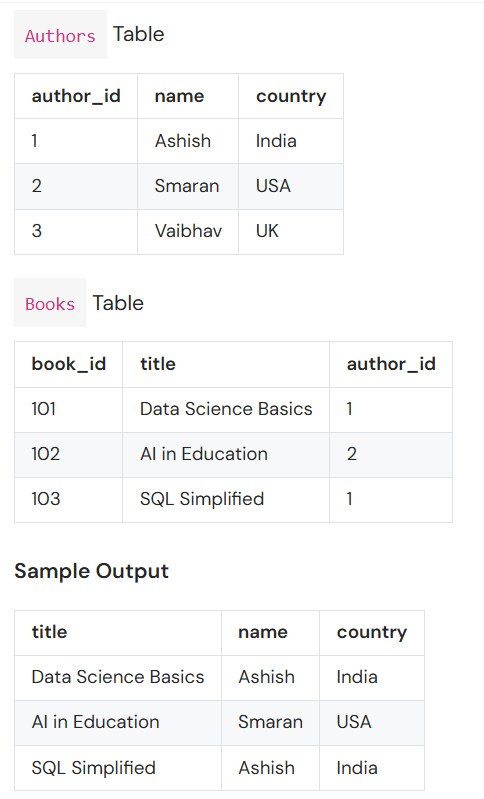 Authors Table
author_id name country
1 Ashish India
2 Smaran USA
3 Vaibhav UK
Books Table
book_id title author_id
101 Data Science Basics 1
102 AI in Education 2
103 SQL Simplified 1
Sample Output
title name country
Data Science Basics Ashish India
AI in Education Smaran USA
SQL Simplified Ashish India